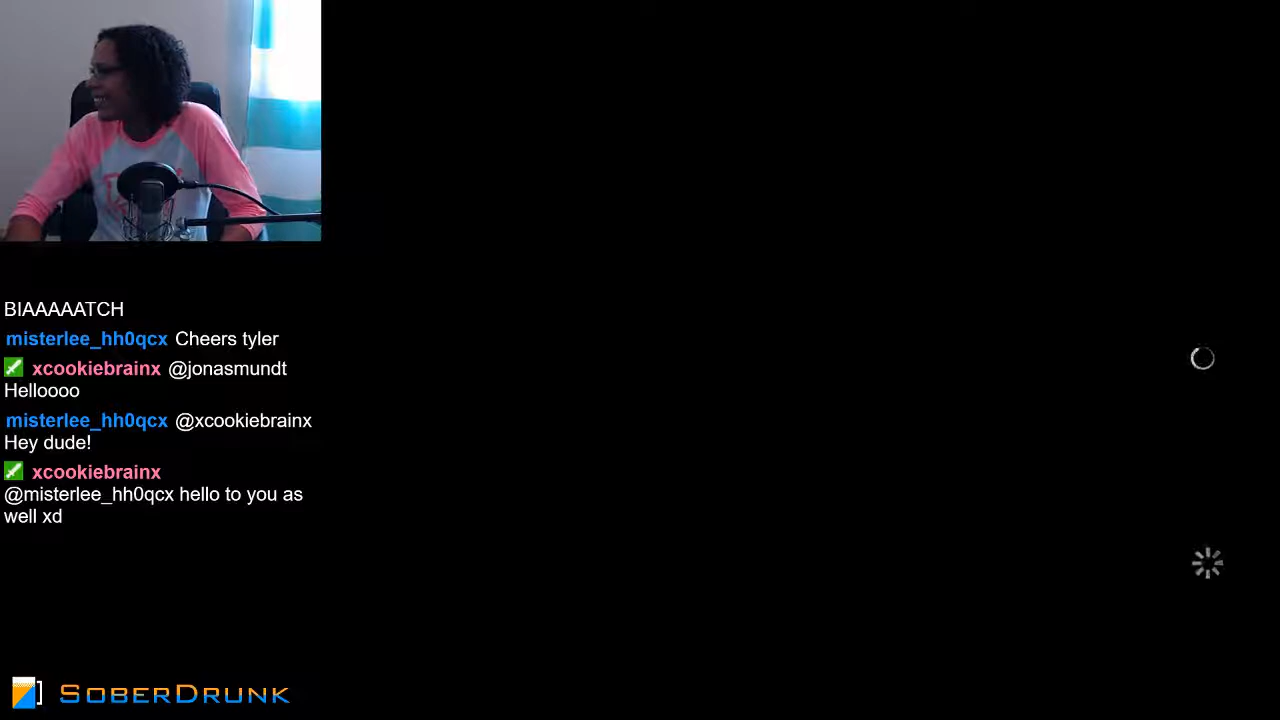 BIAAAAATCH
misterlee_hh0qcx Cheers tyler
xcookiebrainx @jonasmundt
Helloooo
misterlee_hh0qcx @xcookiebrainx
Hey dude!
xcookiebrainx
@misterlee_hh0qcx hello to you as
well xd
SOBERDRUNK